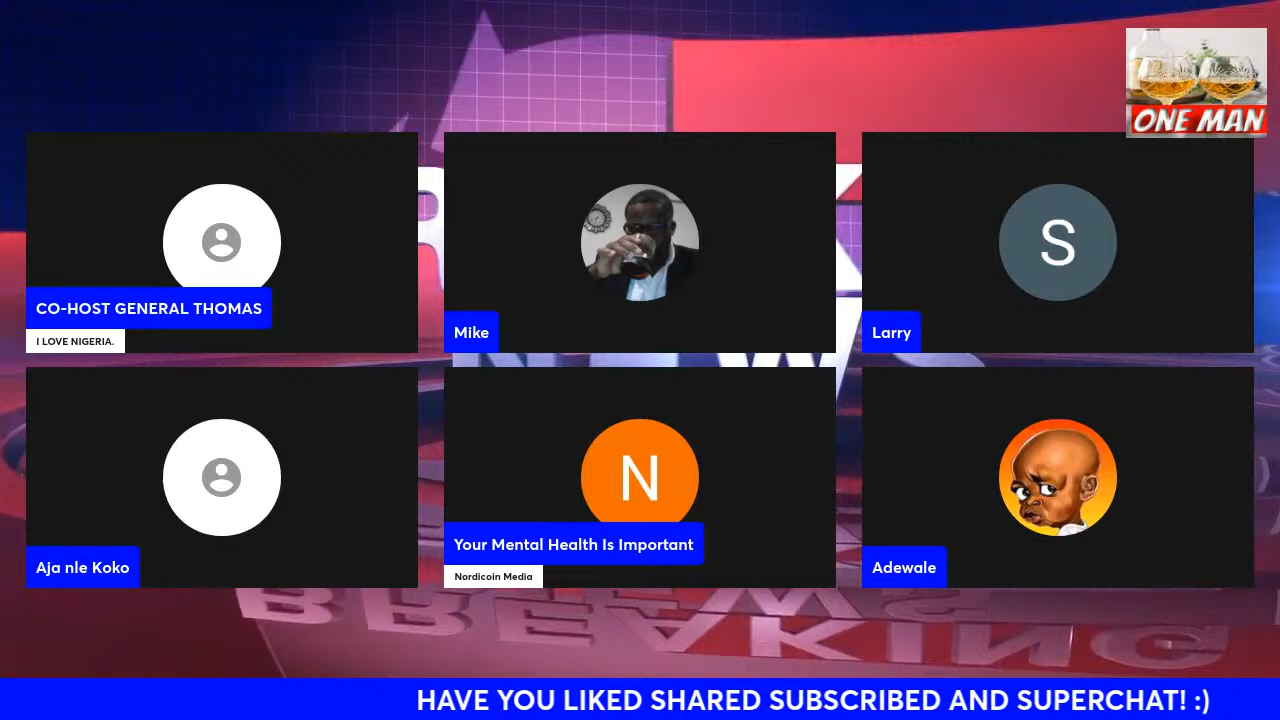 ONE MAN
CO-HOST GENERAL THOMAS
I LOVE NIGERIA.
Mike
S
Larry
Aja nle Koko
N
Your Mental Health Is Important
Nordicoin Media
Adewale
BREAKING
HAVE YOU LIKED SHARED SUBSCRIBED AND SUPERCHAT! :)